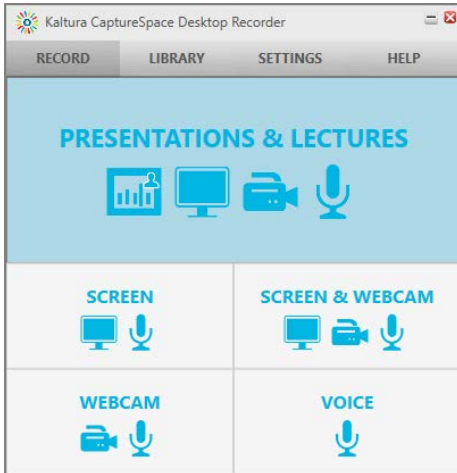 Kaltura CaptureSpace Desktop Recorder
RECORD LIBRARY SETTINGS HELP
PRESENTATIONS & LECTURES
SCREEN SCREEN & WEBCAM
WEBCAM VOICE